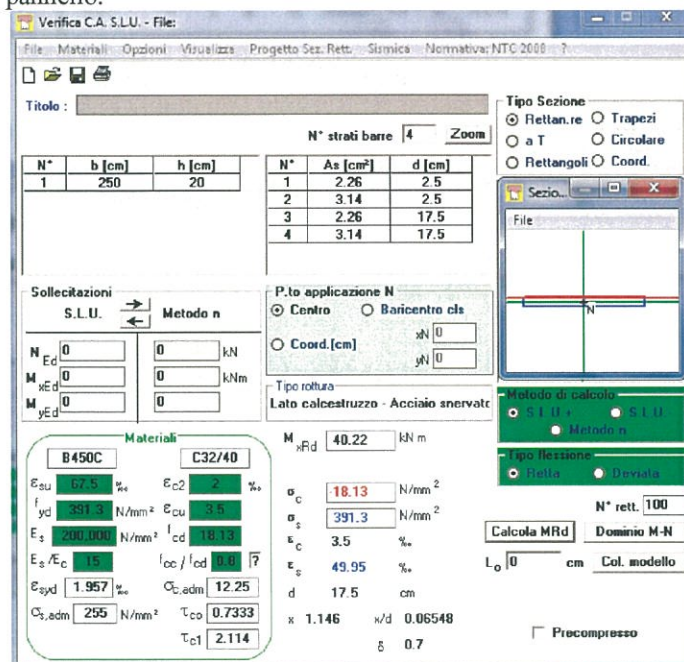 pannello.
Verifica C.A. S.L.U. - File:
File Materiali Opzioni Visualizza Progetto Sez. Rett. Sismica Normativa: NTC 2008 ?
Titolo :
N° strati barre 4 Zoom
N° b [cm] h [cm]
1 250 20
N° As [cm²] d [cm]
1 2.26 2.5
2 3.14 2.5
3 2.26 17.5
4 3.14 17.5
Tipo Sezione
Rettan.re Trapezi
a T Circolare
Rettangoli Coord.
Sezio...
File
N
Sollecitazioni
S.L.U. Metodo n
N Ed 0 0 kN
M xEd 0 0 kNm
M yEd 0 0
P.to applicazione N
Centro Baricentro cls
Coord.[cm] xN 0
yN 0
Tipo rottura
Lato calcestruzzo - Acciaio snervato
Metodo di calcolo
S.L.U.+ S.L.U.
Metodo n
Tipo flessione
Retta Deviata
Materiali
B450C C32/40
εsu 67.5 ‰ εc2 2 ‰
fyd 391.3 N/mm² εcu 3.5
Es 200.000 N/mm² fcd 18.13
Es/Ec 15 fcc / fcd 0.8 ?
εsyd 1.957 ‰ σc,adm 12.25
σs,adm 255 N/mm² τco 0.7333
τc1 2.114
M xRd 40.22 kN m
σc -18.13 N/mm²
σs 391.3 N/mm²
εc 3.5 ‰
εs 49.95 ‰
d 17.5 cm
x 1.146 x/d 0.06548
δ 0.7
N° rett. 100
Calcola MRd Dominio M-N
Lo 0 cm Col. modello
Precompresso